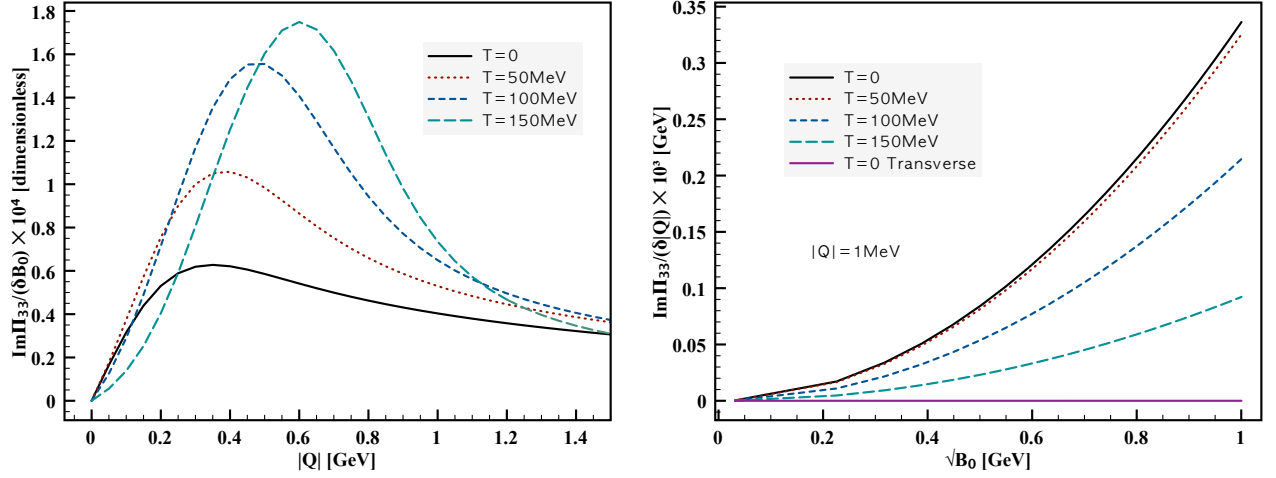 ImΠ₃₃/(δB₀) × 10⁴ [dimensionless]
1.8
1.6
1.4
1.2
1
0.8
0.6
0.4
0.2
0
T=0
T=50MeV
T=100MeV
T=150MeV
0 0.2 0.4 0.6 0.8 1 1.2 1.4
|Q| [GeV]
ImΠ₃₃/(δ|Q|) × 10³ [GeV]
0.35
0.3
0.25
0.2
0.15
0.1
0.05
0
T=0
T=50MeV
T=100MeV
T=150MeV
T=0 Transverse
|Q|=1MeV
0 0.2 0.4 0.6 0.8 1
√B₀ [GeV]